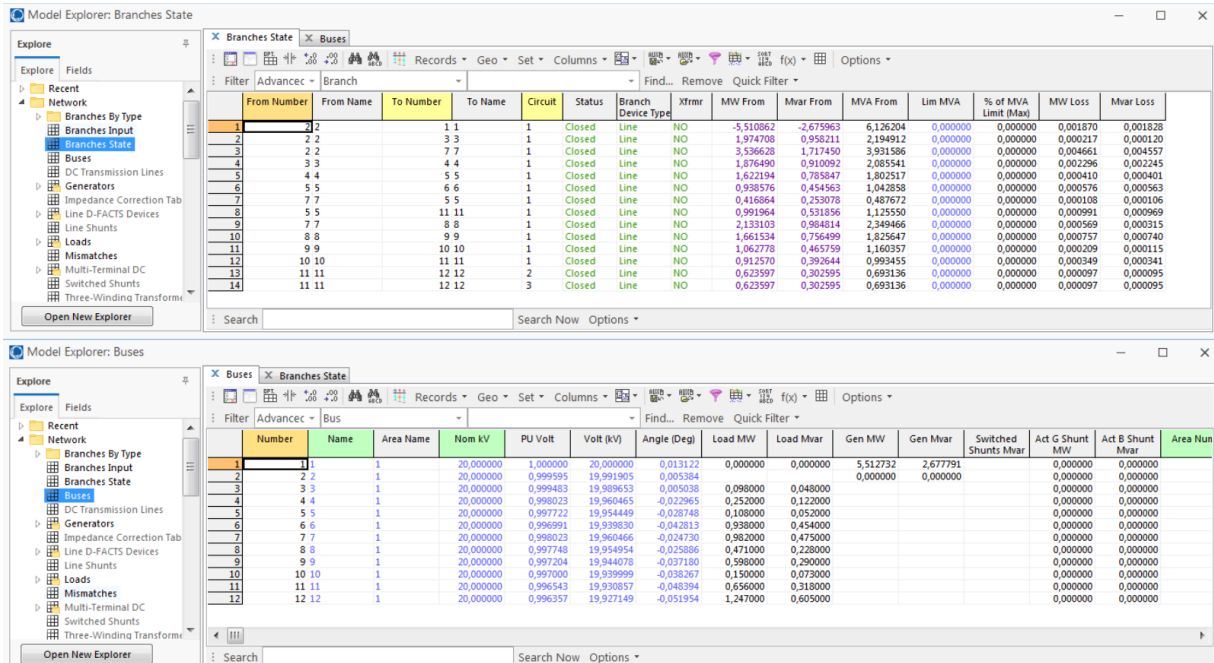 Model Explorer: Branches State
Explore
Explore Fields
Recent
Network
Branches By Type
Branches Input
Branches State
Buses
DC Transmission Lines
Generators
Impedance Correction Tab
Line D-FACTS Devices
Line Shunts
Loads
Mismatches
Multi-Terminal DC
Switched Shunts
Three-Winding Transforme
Open New Explorer
Branches State Buses
Records Geo Set Columns f(x) Options
Filter Advancec Branch Find... Remove Quick Filter
From Number From Name To Number To Name Circuit Status Branch Device Type Xfrmr MW From Mvar From MVA From Lim MVA % of MVA Limit (Max) MW Loss Mvar Loss
1 2 2 1 1 1 Closed Line NO -5,510862 -2,675963 6,126204 0,000000 0,000000 0,001870 0,001828
2 2 2 3 3 1 Closed Line NO 1,974708 0,958211 2,194912 0,000000 0,000000 0,000217 0,000120
3 2 2 7 7 1 Closed Line NO 3,536628 1,717450 3,931586 0,000000 0,000000 0,004661 0,004557
4 3 3 4 4 1 Closed Line NO 1,876490 0,910092 2,085541 0,000000 0,000000 0,002296 0,002245
5 4 4 5 5 1 Closed Line NO 1,622194 0,785847 1,802517 0,000000 0,000000 0,000410 0,000401
6 5 5 6 6 1 Closed Line NO 0,938576 0,454563 1,042858 0,000000 0,000000 0,000576 0,000563
7 7 7 5 5 1 Closed Line NO 0,416864 0,253078 0,487672 0,000000 0,000000 0,000108 0,000106
8 5 5 11 11 1 Closed Line NO 0,991964 0,531856 1,125550 0,000000 0,000000 0,000991 0,000969
9 7 7 8 8 1 Closed Line NO 2,133103 0,984814 2,349466 0,000000 0,000000 0,000569 0,000315
10 8 8 9 9 1 Closed Line NO 1,661534 0,756499 1,825647 0,000000 0,000000 0,000757 0,000740
11 9 9 10 10 1 Closed Line NO 1,062778 0,465759 1,160357 0,000000 0,000000 0,000209 0,000115
12 10 10 11 11 1 Closed Line NO 0,912570 0,392644 0,993455 0,000000 0,000000 0,000349 0,000341
13 11 11 12 12 2 Closed Line NO 0,623597 0,302595 0,693136 0,000000 0,000000 0,000097 0,000095
14 11 11 12 12 3 Closed Line NO 0,623597 0,302595 0,693136 0,000000 0,000000 0,000097 0,000095
Search Search Now Options
Model Explorer: Buses
Explore
Explore Fields
Recent
Network
Branches By Type
Branches Input
Branches State
Buses
DC Transmission Lines
Generators
Impedance Correction Tab
Line D-FACTS Devices
Line Shunts
Loads
Mismatches
Multi-Terminal DC
Switched Shunts
Three-Winding Transforme
Open New Explorer
Buses Branches State
Records Geo Set Columns f(x) Options
Filter Advancec Bus Find... Remove Quick Filter
Number Name Area Name Nom kV PU Volt Volt (kV) Angle (Deg) Load MW Load Mvar Gen MW Gen Mvar Switched Shunts Mvar Act G Shunt MW Act B Shunt Mvar Area Num
1 1 1 1 20,000000 1,000000 20,000000 0,013122 0,000000 0,000000 5,512732 2,677791 0,000000 0,000000
2 2 2 1 20,000000 0,999595 19,991905 0,005384 0,000000 0,000000 0,000000 0,000000
3 3 3 1 20,000000 0,999483 19,989653 0,005038 0,098000 0,048000 0,000000 0,000000
4 4 4 1 20,000000 0,998023 19,960465 -0,022965 0,252000 0,122000 0,000000 0,000000
5 5 5 1 20,000000 0,997722 19,954449 -0,028748 0,108000 0,052000 0,000000 0,000000
6 6 6 1 20,000000 0,996991 19,939830 -0,042813 0,938000 0,454000 0,000000 0,000000
7 7 7 1 20,000000 0,998023 19,960466 -0,024730 0,982000 0,475000 0,000000 0,000000
8 8 8 1 20,000000 0,997748 19,954954 -0,025886 0,471000 0,228000 0,000000 0,000000
9 9 9 1 20,000000 0,997204 19,944078 -0,037180 0,598000 0,290000 0,000000 0,000000
10 10 10 1 20,000000 0,997000 19,939999 -0,038267 0,150000 0,073000 0,000000 0,000000
11 11 11 1 20,000000 0,996543 19,930857 -0,048394 0,656000 0,318000 0,000000 0,000000
12 12 12 1 20,000000 0,996357 19,927149 -0,051954 1,247000 0,605000 0,000000 0,000000
Search Search Now Options